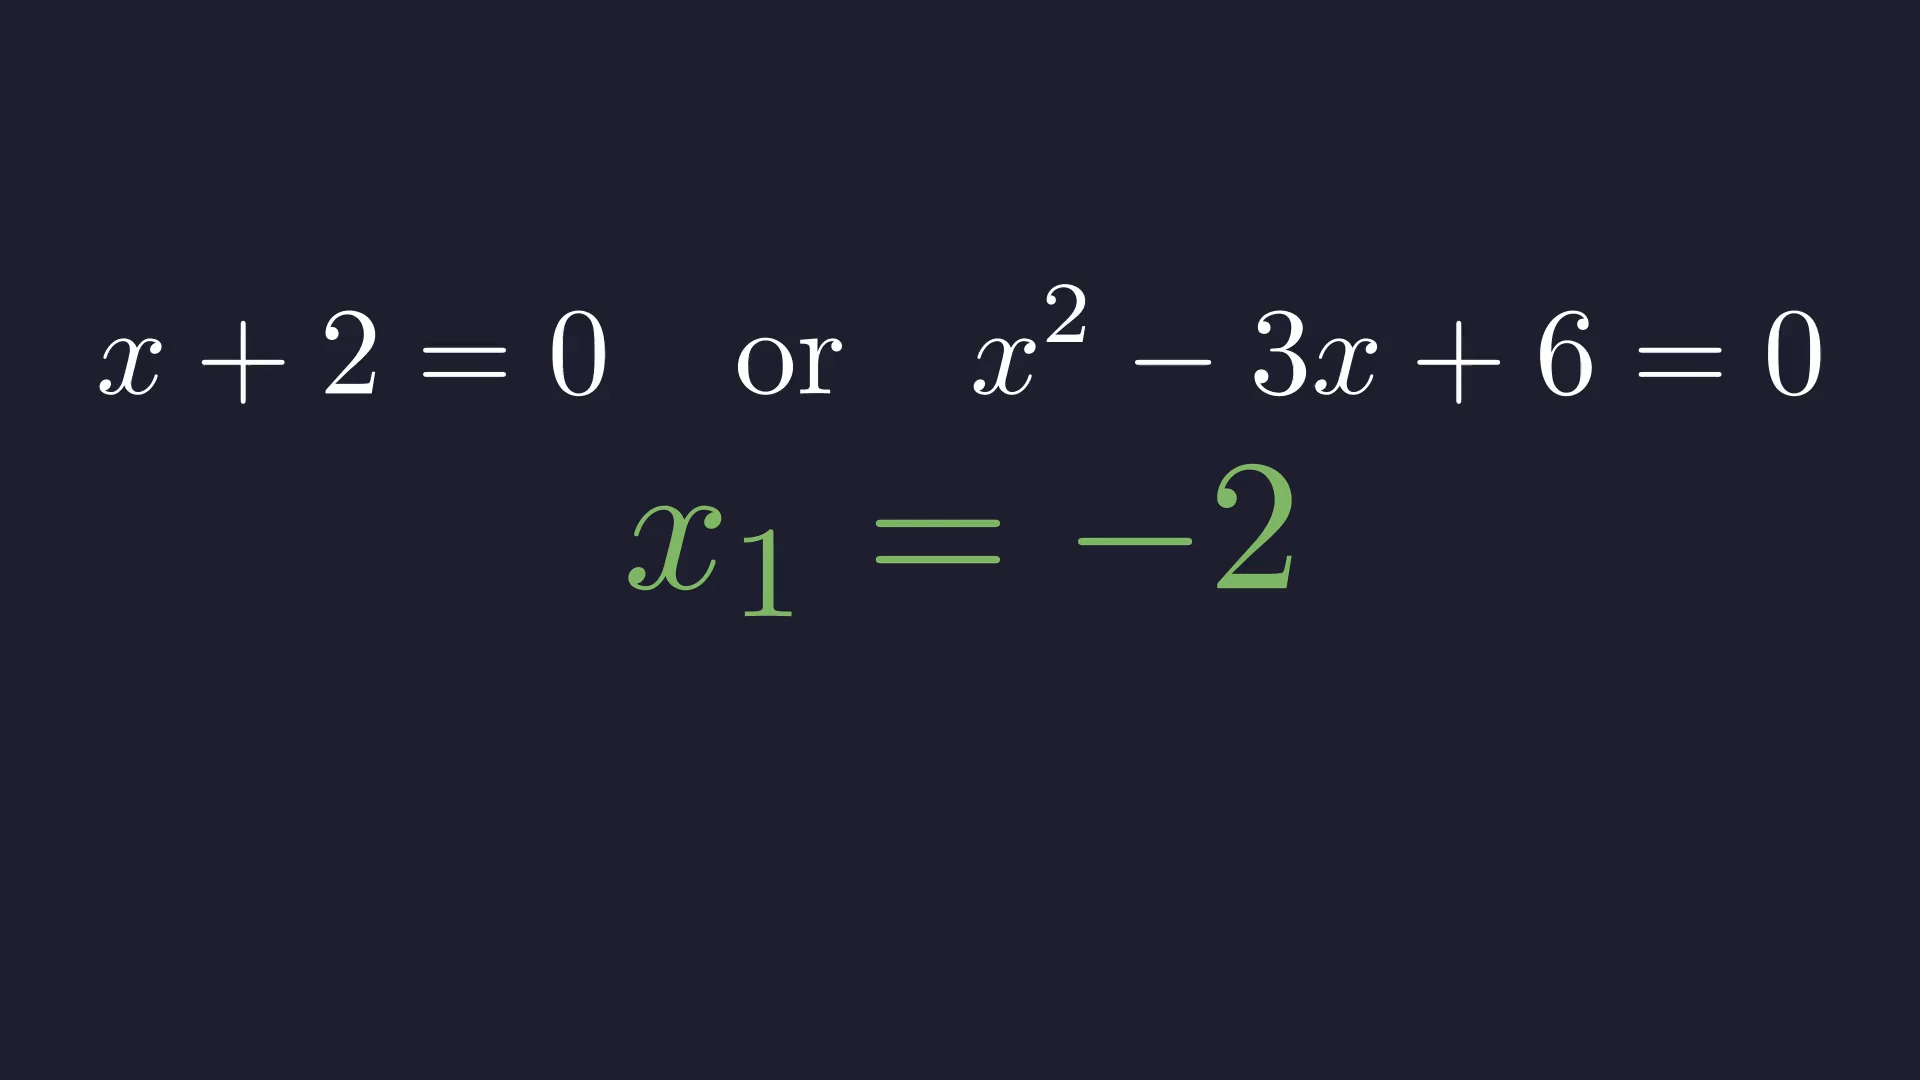 x + 2 = 0 or x² − 3x + 6 = 0
x₁ = −2